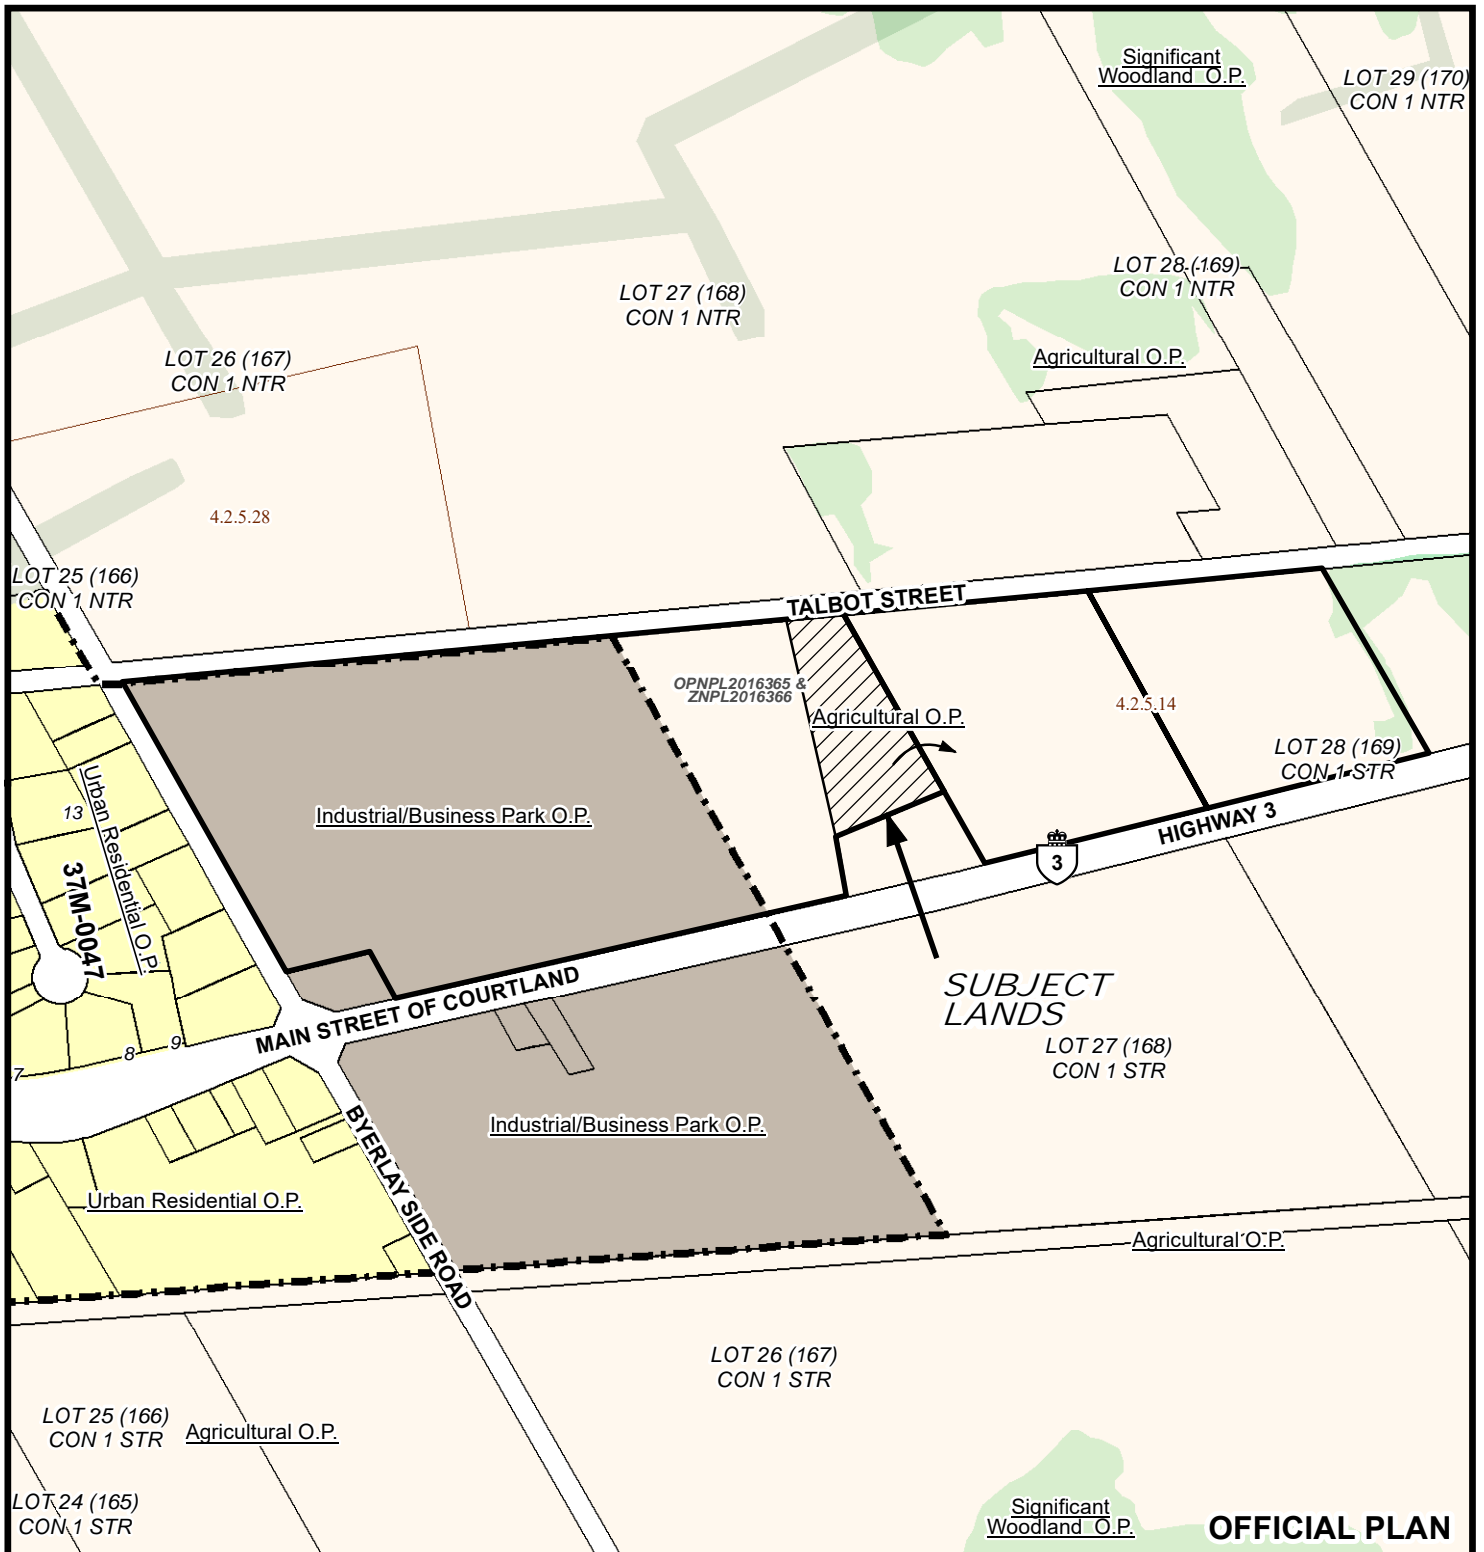 Significant
Woodland O.P.
LOT 29 (170)
CON 1 NTR
LOT 28 (169)
CON 1 NTR
LOT 27 (168)
CON 1 NTR
LOT 26 (167)
CON 1 NTR
Agricultural O.P.
4.2.5.28
LOT 25 (166)
CON 1 NTR
TALBOT STREET
OPNPL2016365 &
ZNPL2016366
Agricultural O.P.
4.2.5.14
LOT 28 (169)
CON 1 STR
Industrial/Business Park O.P.
13
Urban Residential O.P.
37M-0047
HIGHWAY 3
3
SUBJECT
LANDS
MAIN STREET OF COURTLAND
LOT 27 (168)
CON 1 STR
9
8
7
Industrial/Business Park O.P.
BYERLAY SIDE ROAD
Urban Residential O.P.
Agricultural O.P.
LOT 26 (167)
CON 1 STR
LOT 25 (166)
CON 1 STR
Agricultural O.P.
LOT 24 (165)
CON 1 STR
Significant
Woodland O.P.
OFFICIAL PLAN